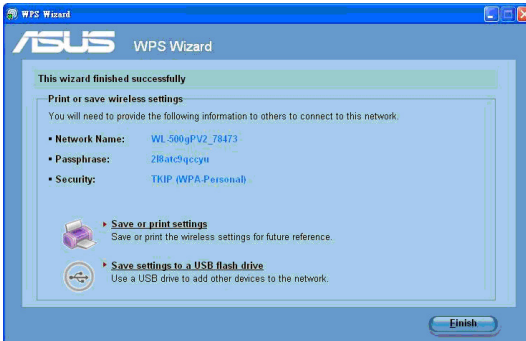 WPS Wizard
ASUS WPS Wizard
This wizard finished successfully
Print or save wireless settings
You will need to provide the following information to others to connect to this network.
▪ Network Name: WL-500gPV2_78473
▪ Passphrase: 2l8atc9qccyu
▪ Security: TKIP (WPA-Personal)
Save or print settings
Save or print the wireless settings for future reference.
Save settings to a USB flash drive
Use a USB drive to add other devices to the network.
Finish